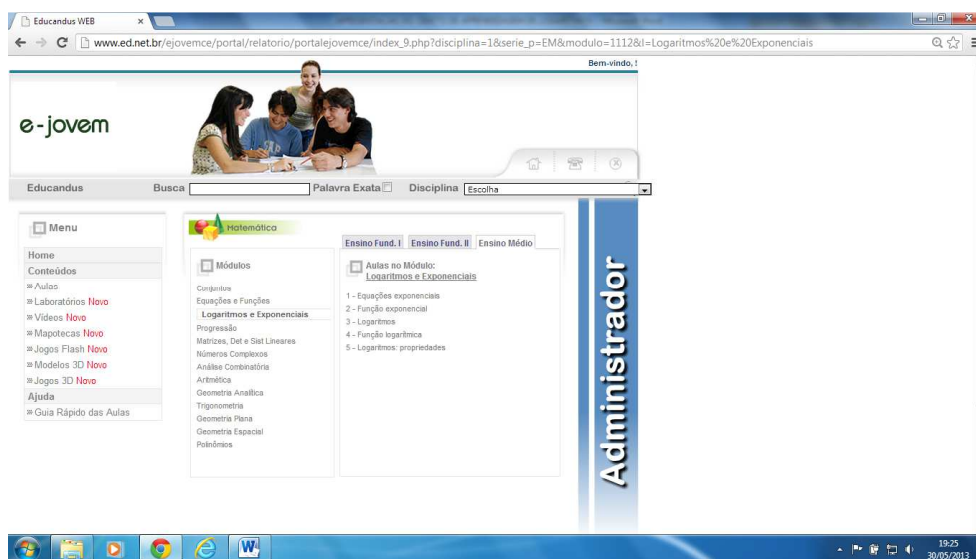 Educandus WEB
www.ed.net.br/ejovemce/portal/relatorio/portalejovemce/index_9.php?disciplina=1&serie_p=EM&modulo=1112&l=Logaritmos%20e%20Exponenciais
Bem-vindo,
e-jovem
Educandus Busca Palavra Exata Disciplina Escolha
Menu
Home
Conteúdos
Aulas
Laboratórios Novo
Vídeos Novo
Mapotecas Novo
Jogos Flash Novo
Modelos 3D Novo
Jogos 3D Novo
Ajuda
Guia Rápido das Aulas
Matemática
Ensino Fund. I Ensino Fund. II Ensino Médio
Módulos
Conjuntos
Equações e Funções
Logaritmos e Exponenciais
Progressão
Matrizes, Det e Sist Lineares
Números Complexos
Análise Combinatória
Aritmética
Geometria Analítica
Trigonometria
Geometria Plana
Geometria Espacial
Polinômios
Aulas no Módulo:
Logaritmos e Exponenciais
1 - Equações exponenciais
2 - Função exponencial
3 - Logaritmos
4 - Função logarítmica
5 - Logaritmos: propriedades
Administrador
19:25
30/05/2013